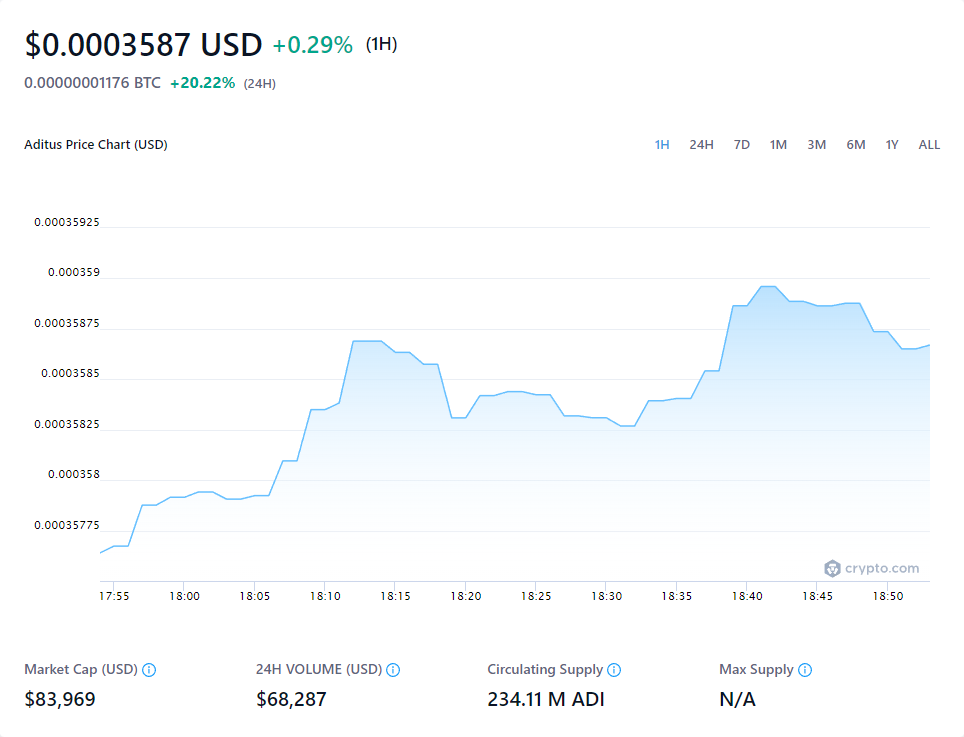 $0.0003587 USD +0.29% (1H)
0.00000001176 BTC +20.22% (24H)
Aditus Price Chart (USD)
1H 24H 7D 1M 3M 6M 1Y ALL
0.00035925
0.000359
0.00035875
0.0003585
0.00035825
0.000358
0.00035775
crypto.com
17:55 18:00 18:05 18:10 18:15 18:20 18:25 18:30 18:35 18:40 18:45 18:50
Market Cap (USD) 24H VOLUME (USD) Circulating Supply Max Supply
$83,969 $68,287 234.11 M ADI N/A